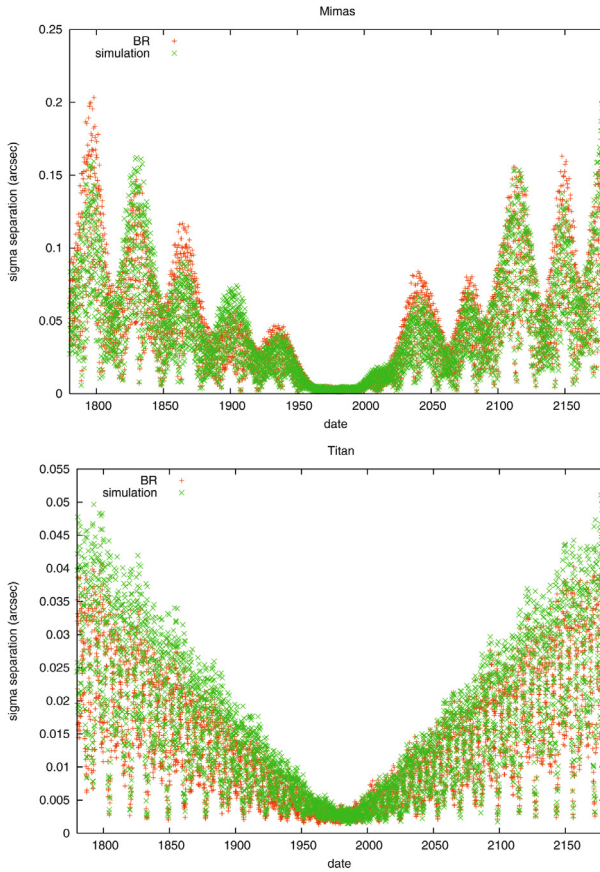 Mimas
0.25
0.2
0.15
0.1
0.05
0
sigma separation (arcsec)
BR +
simulation ×
1800 1850 1900 1950 2000 2050 2100 2150
date
Titan
0.055
0.05
0.045
0.04
0.035
0.03
0.025
0.02
0.015
0.01
0.005
0
sigma separation (arcsec)
BR +
simulation ×
1800 1850 1900 1950 2000 2050 2100 2150
date